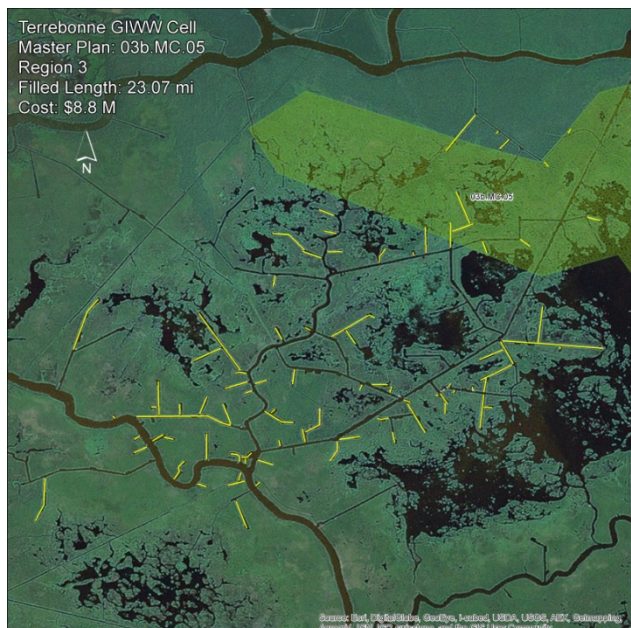 Terrebonne GIWW Cell
Master Plan: 03b.MC.05
Region 3
Filled Length: 23.07 mi
Cost: $8.8 M
N
03b.MC.05
Source: Esri, DigitalGlobe, GeoEye, i-cubed, USDA, USGS, AEX, Getmapping,